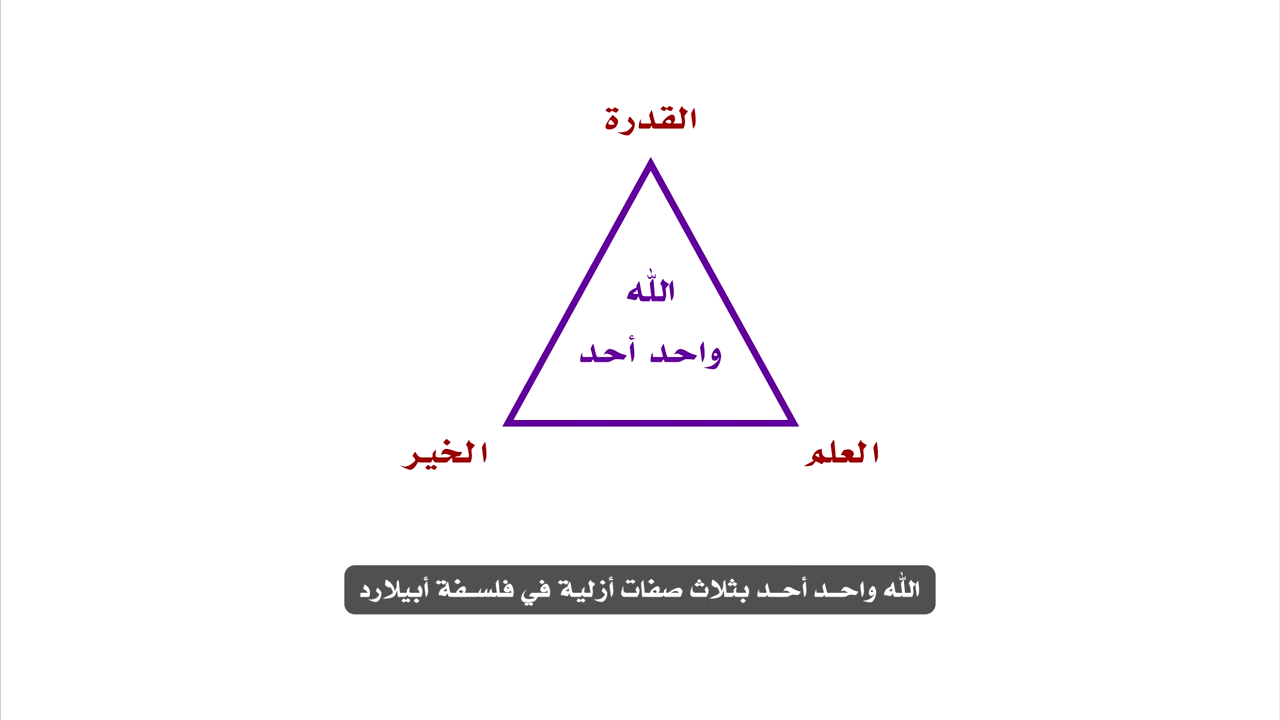 القدرة
الله
واحد أحد
العلم
الخير
الله واحد أحد بثلاث صفات أزلية في فلسفة أبيلارد